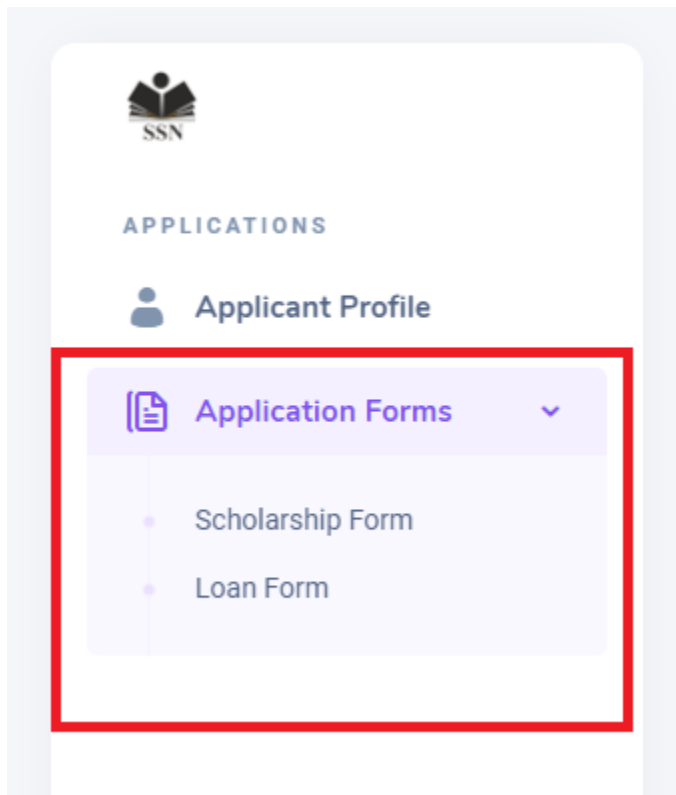 SSN
APPLICATIONS
Applicant Profile
Application Forms
Scholarship Form
Loan Form